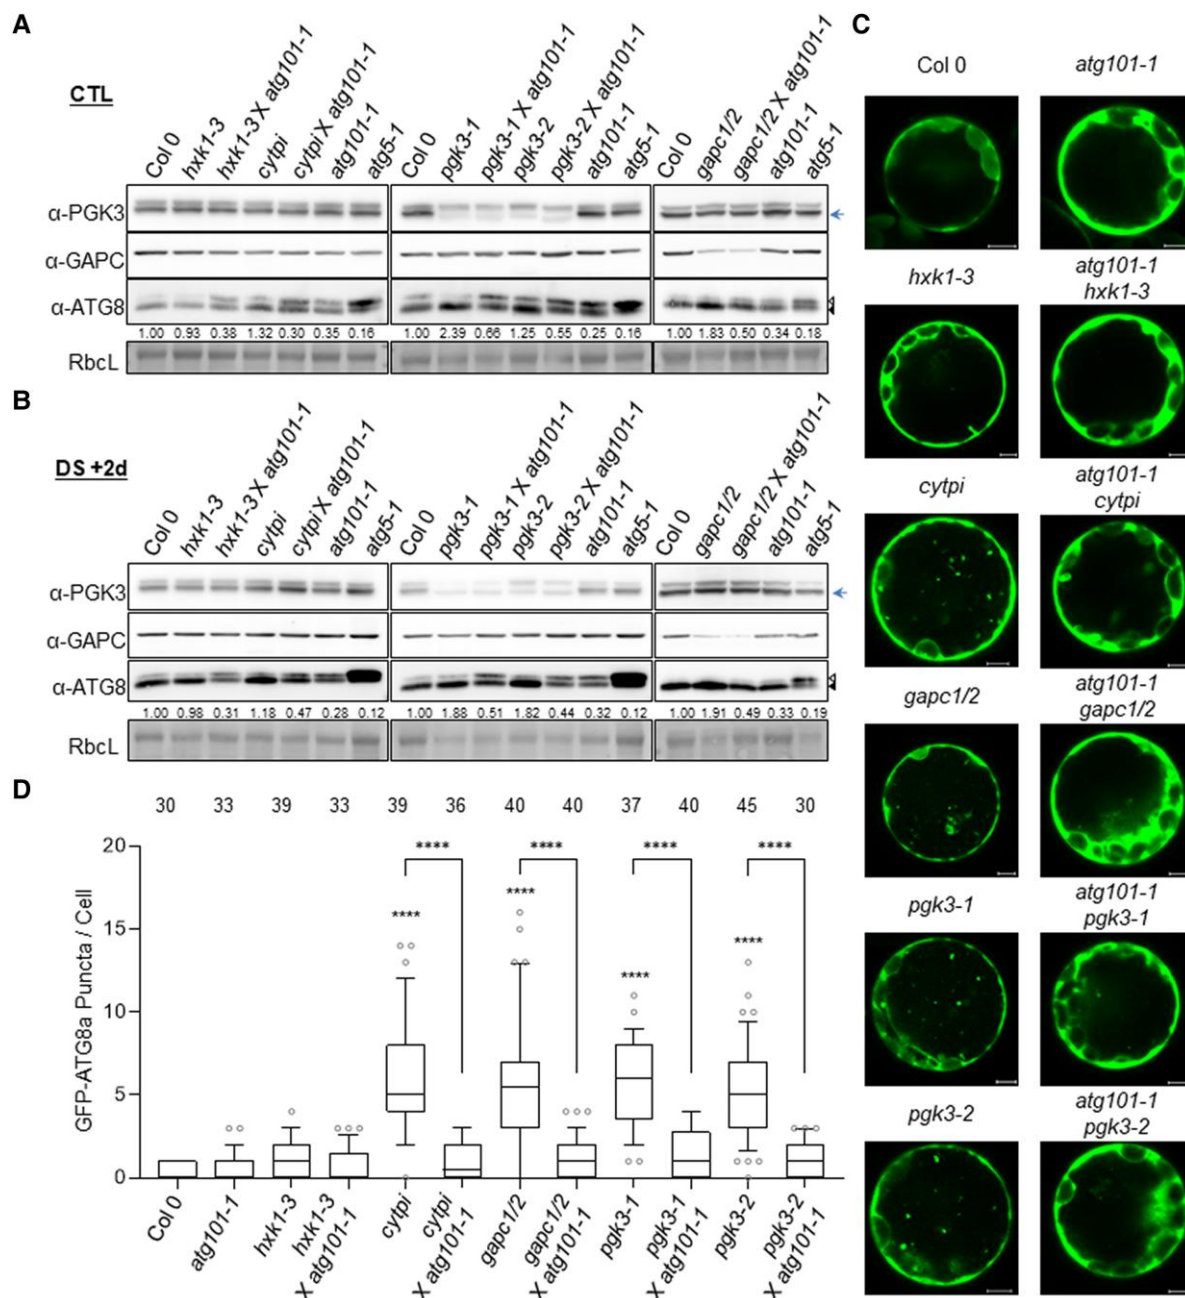 A
CTL
Col 0
hxk1-3
hxk1-3 X atg101-1
cytpi
cytpi X atg101-1
atg101-1
atg5-1
Col 0
pgk3-1
pgk3-1 X atg101-1
pgk3-2
pgk3-2 X atg101-1
atg101-1
atg5-1
Col 0
gapc1/2
gapc1/2 X atg101-1
atg101-1
atg5-1
α-PGK3
α-GAPC
α-ATG8
1.00 0.93 0.38 1.32 0.30 0.35 0.16 1.00 2.39 0.66 1.25 0.55 0.25 0.16 1.00 1.83 0.50 0.34 0.18
RbcL
B
DS +2d
Col 0
hxk1-3
hxk1-3 X atg101-1
cytpi
cytpi X atg101-1
atg101-1
atg5-1
Col 0
pgk3-1
pgk3-1 X atg101-1
pgk3-2
pgk3-2 X atg101-1
atg101-1
atg5-1
Col 0
gapc1/2
gapc1/2 X atg101-1
atg101-1
atg5-1
α-PGK3
α-GAPC
α-ATG8
1.00 0.98 0.31 1.18 0.47 0.28 0.12 1.00 1.88 0.51 1.82 0.44 0.32 0.12 1.00 1.91 0.49 0.33 0.19
RbcL
C
Col 0
atg101-1
hxk1-3
atg101-1
hxk1-3
cytpi
atg101-1
cytpi
gapc1/2
atg101-1
gapc1/2
pgk3-1
atg101-1
pgk3-1
pgk3-2
atg101-1
pgk3-2
D
30 33 39 33 39 36 40 40 37 40 45 30
GFP-ATG8a Puncta / Cell
20
15
10
5
0
**** **** **** ****
****
****
****
****
Col 0
atg101-1
hxk1-3
hxk1-3
X atg101-1
cytpi
cytpi
X atg101-1
gapc1/2
gapc1/2
X atg101-1
pgk3-1
pgk3-1
X atg101-1
pgk3-2
pgk3-2
X atg101-1